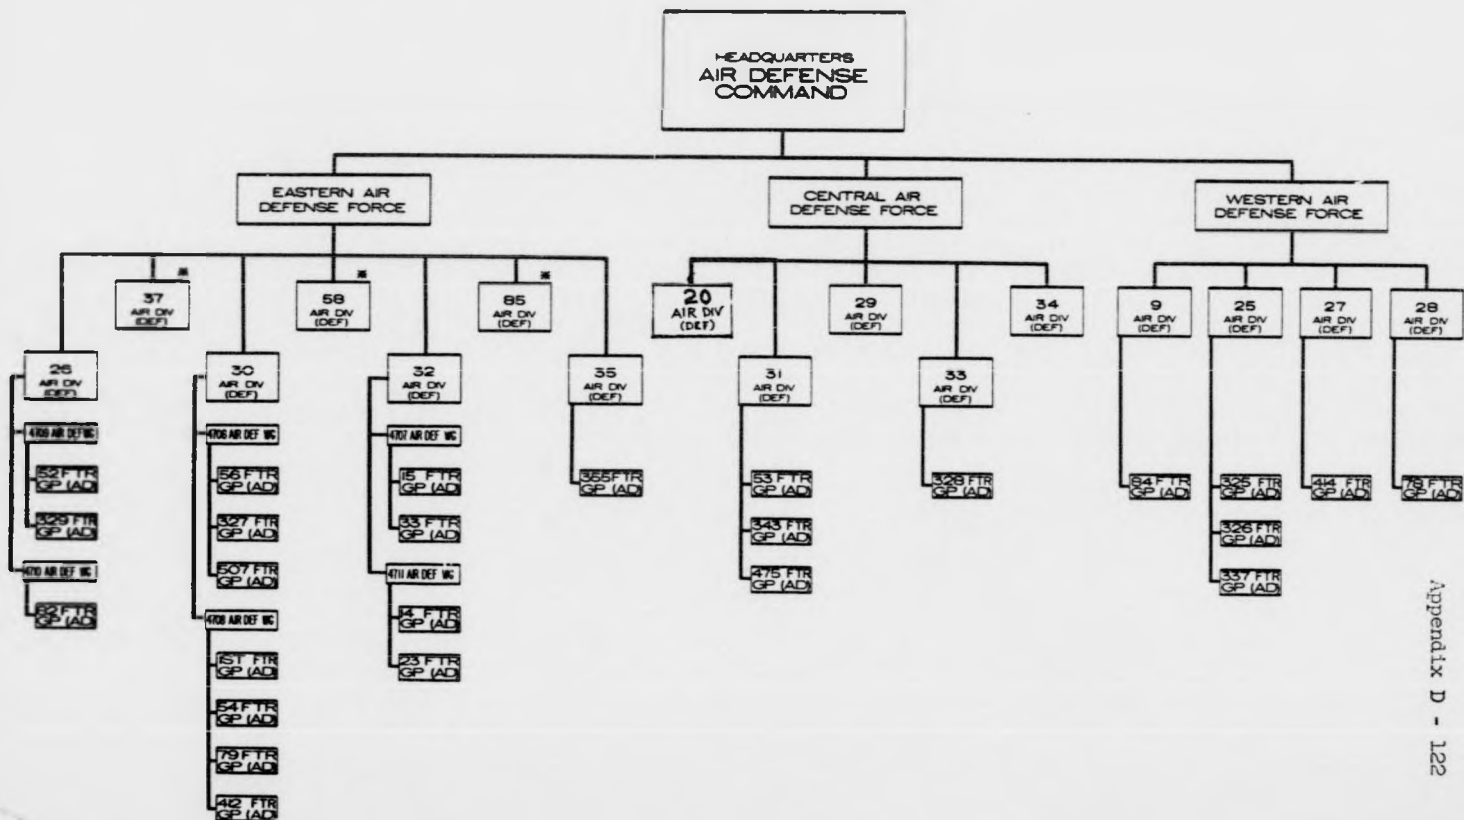 HEADQUARTERS
AIR DEFENSE
COMMAND
EASTERN AIR
DEFENSE FORCE
CENTRAL AIR
DEFENSE FORCE
WESTERN AIR
DEFENSE FORCE
37
AIR DIV
(DEF)
58
AIR DIV
(DEF)
85
AIR DIV
(DEF)
20
AIR DIV
(DEF)
29
AIR DIV
(DEF)
34
AIR DIV
(DEF)
9
AIR DIV
(DEF)
25
AIR DIV
(DEF)
27
AIR DIV
(DEF)
28
AIR DIV
(DEF)
26
AIR DIV
(DEF)
30
AIR DIV
(DEF)
32
AIR DIV
(DEF)
35
AIR DIV
(DEF)
31
AIR DIV
(DEF)
33
AIR DIV
(DEF)
4709 AIR DEF WG
52 FTR
GP (AD)
329 FTR
GP (AD)
4710 AIR DEF WG
82 FTR
GP (AD)
4706 AIR DEF WG
56 FTR
GP (AD)
327 FTR
GP (AD)
507 FTR
GP (AD)
4708 AIR DEF WG
1ST FTR
GP (AD)
54 FTR
GP (AD)
79 FTR
GP (AD)
412 FTR
GP (AD)
4707 AIR DEF WG
15 FTR
GP (AD)
33 FTR
GP (AD)
4711 AIR DEF WG
14 FTR
GP (AD)
23 FTR
GP (AD)
355 FTR
GP (AD)
53 FTR
GP (AD)
343 FTR
GP (AD)
475 FTR
GP (AD)
328 FTR
GP (AD)
84 FTR
GP (AD)
325 FTR
GP (AD)
326 FTR
GP (AD)
337 FTR
GP (AD)
414 FTR
GP (AD)
78 FTR
GP (AD)
Appendix D - 122